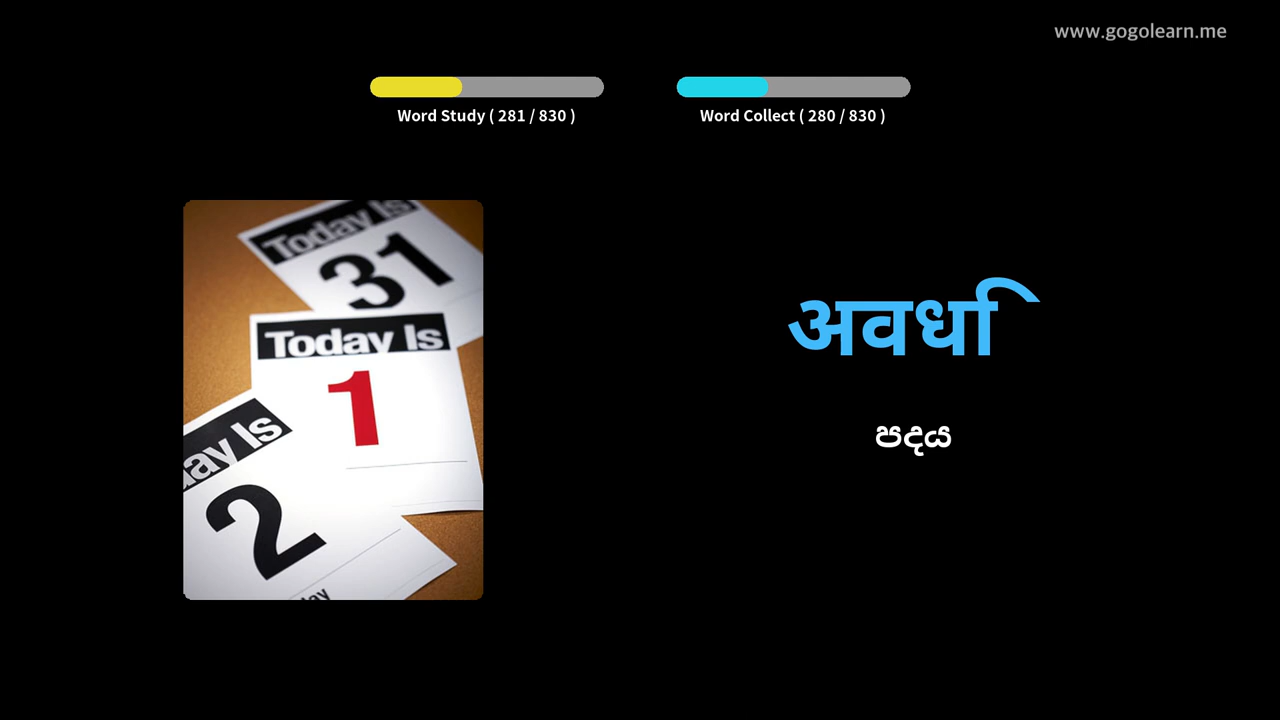 www.gogolearn.me
Word Study ( 281 / 830 )
Word Collect ( 280 / 830 )
Today Is
31
Today Is
1
ay Is
2
अवधि
පදය